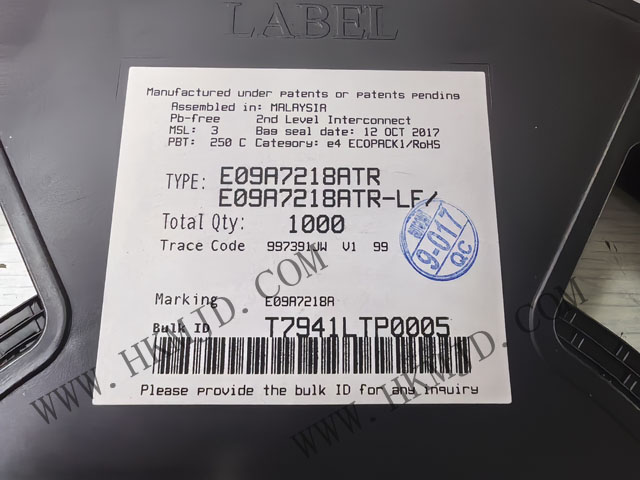 LABEL
Manufactured under patents or patents pending
Assembled in: MALAYSIA
Pb-free 2nd Level Interconnect
MSL: 3 Bag seal date: 12 OCT 2017
PBT: 250 C Category: e4 ECOPACK1/RoHS
TYPE: E09A7218ATR
E09A7218ATR-LF/
Total Qty: 1000
Trace Code 997391JW V1 99
9-017
QC
Marking E09A7218A
Bulk ID T7941LTP0005
Please provide the bulk ID for any inquiry
WWW.HKMJD.COM
WWW.HKMJD.COM